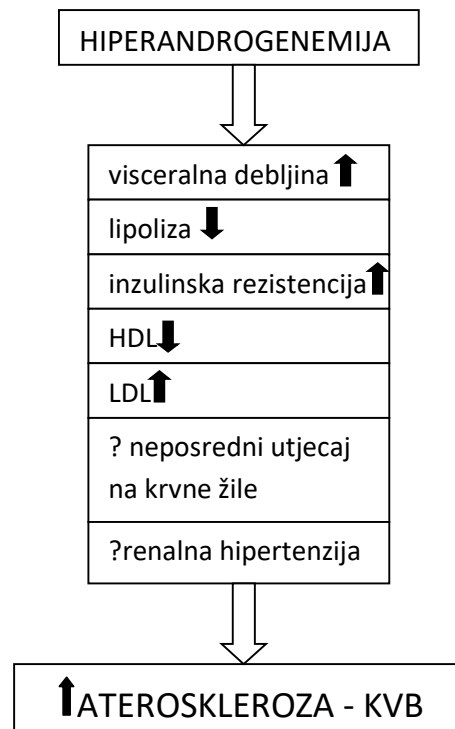 HIPERANDROGENEMIJA
visceralna debljina
lipoliza
inzulinska rezistencija
HDL
LDL
? neposredni utjecaj
na krvne žile
?renalna hipertenzija
ATEROSKLEROZA - KVB